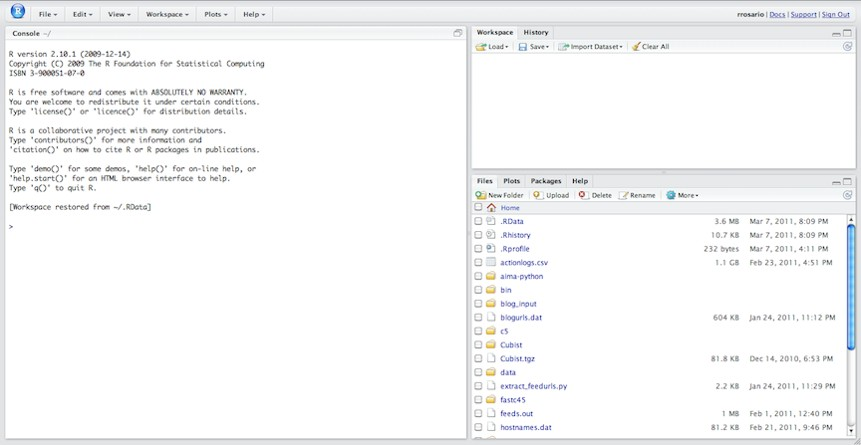 R File Edit View Workspace Plots Help rrosario | Docs | Support | Sign Out
Console ~/
R version 2.10.1 (2009-12-14)
Copyright (C) 2009 The R Foundation for Statistical Computing
ISBN 3-900051-07-0
R is free software and comes with ABSOLUTELY NO WARRANTY.
You are welcome to redistribute it under certain conditions.
Type 'license()' or 'licence()' for distribution details.
R is a collaborative project with many contributors.
Type 'contributors()' for more information and
'citation()' on how to cite R or R packages in publications.
Type 'demo()' for some demos, 'help()' for on-line help, or
'help.start()' for an HTML browser interface to help.
Type 'q()' to quit R.
[Workspace restored from ~/.RData]
>
Workspace History
Load Save Import Dataset Clear All
Files Plots Packages Help
New Folder Upload Delete Rename More
Home
.RData 3.6 MB Mar 7, 2011, 8:09 PM
.Rhistory 10.7 KB Mar 7, 2011, 8:09 PM
.Rprofile 232 bytes Mar 7, 2011, 4:11 PM
actionlogs.csv 1.1 GB Feb 23, 2011, 4:51 PM
aima-python
bin
blog_input
blogurls.dat 604 KB Jan 24, 2011, 11:12 PM
c5
Cubist
Cubist.tgz 81.8 KB Dec 14, 2010, 6:53 PM
data
extract_feedurls.py 2.2 KB Jan 24, 2011, 11:29 PM
fastc45
feeds.out 1 MB Feb 1, 2011, 12:40 PM
hostnames.dat 81.2 KB Feb 21, 2011, 9:46 PM